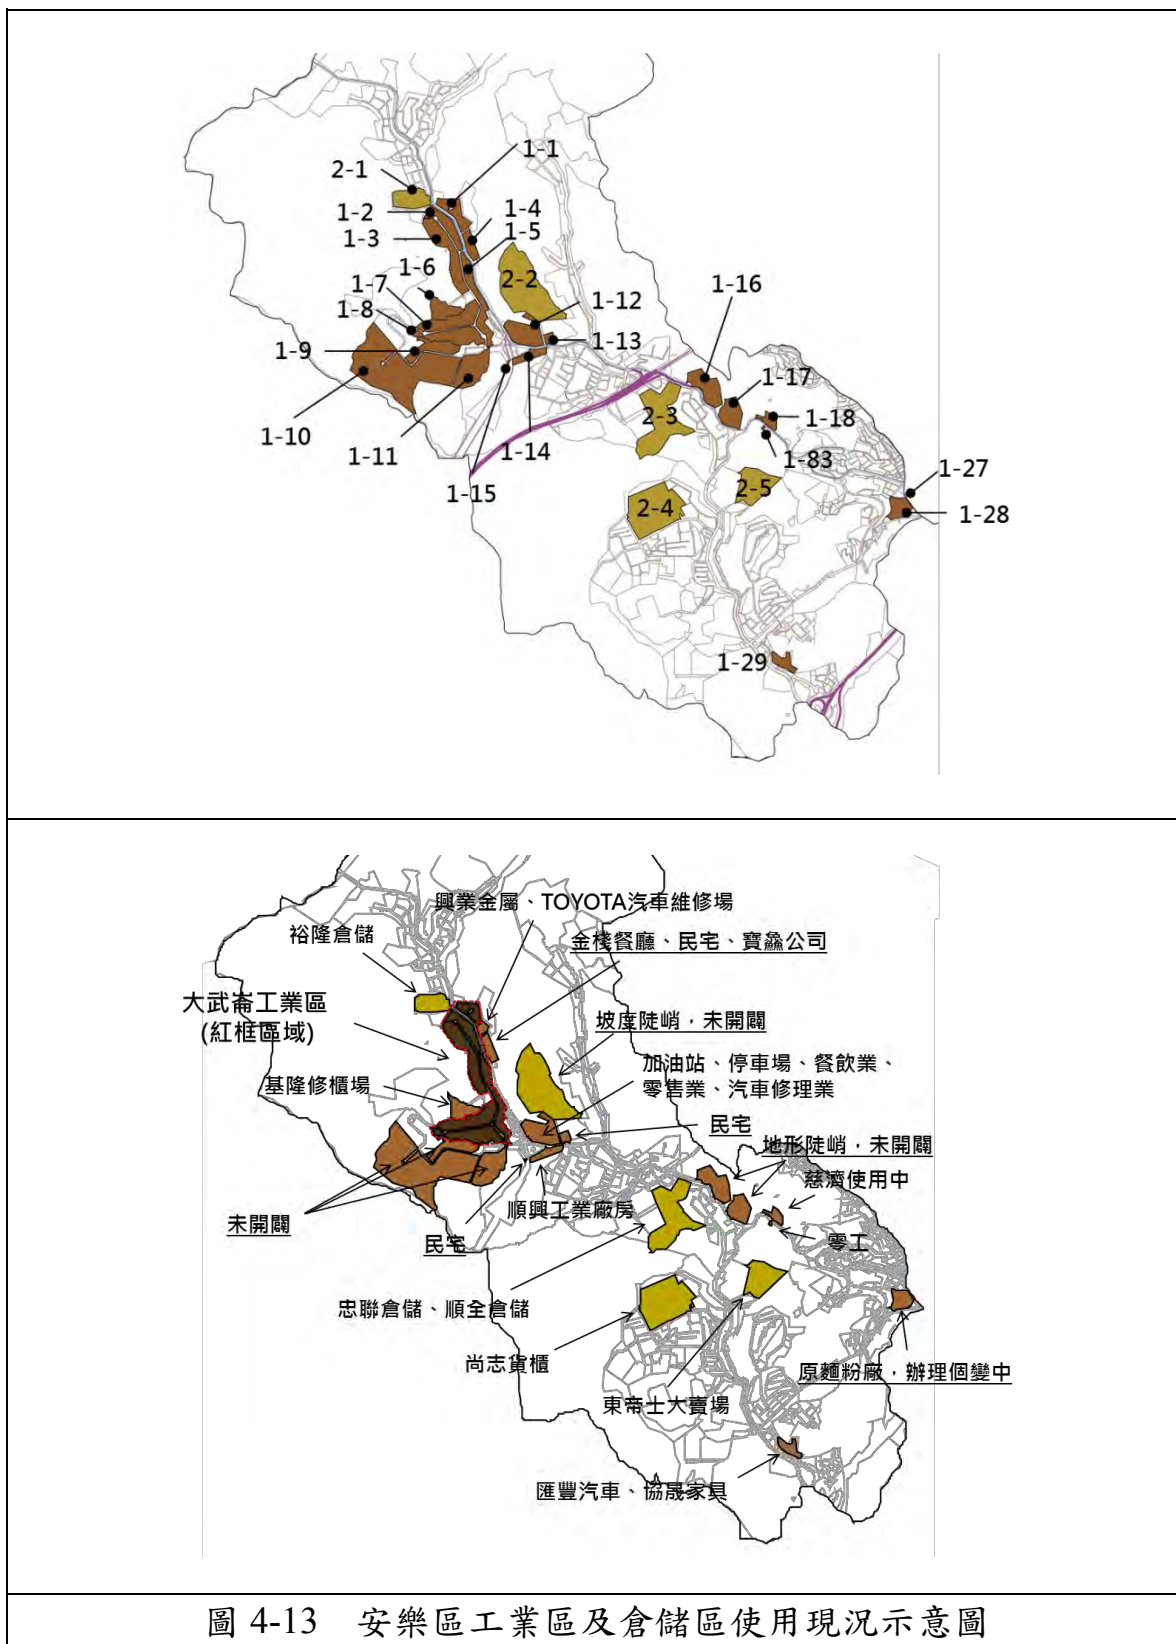 1-1
2-1
1-2
1-4
1-3
1-5
1-6
2-2
1-7
1-16
1-8
1-12
1-9
1-13
1-17
1-10
2-3
1-18
1-11
1-14
1-83
1-15
1-27
2-5
2-4
1-28
1-29
興業金屬、TOYOTA汽車維修場
裕隆倉儲
金棧餐廳、民宅、寶鱻公司
大武崙工業區
(紅框區域)
坡度陡峭，未開闢
加油站、停車場、餐飲業、
零售業、汽車修理業
基隆修櫃場
民宅
地形陡峭，未開闢
慈濟使用中
順興工業廠房
未開闢
民宅
零工
忠聯倉儲、順全倉儲
尚志貨櫃
原麵粉廠，辦理個變中
東帝士大賣場
匯豐汽車、協晟家具
圖 4-13 安樂區工業區及倉儲區使用現況示意圖